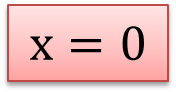 x = 0